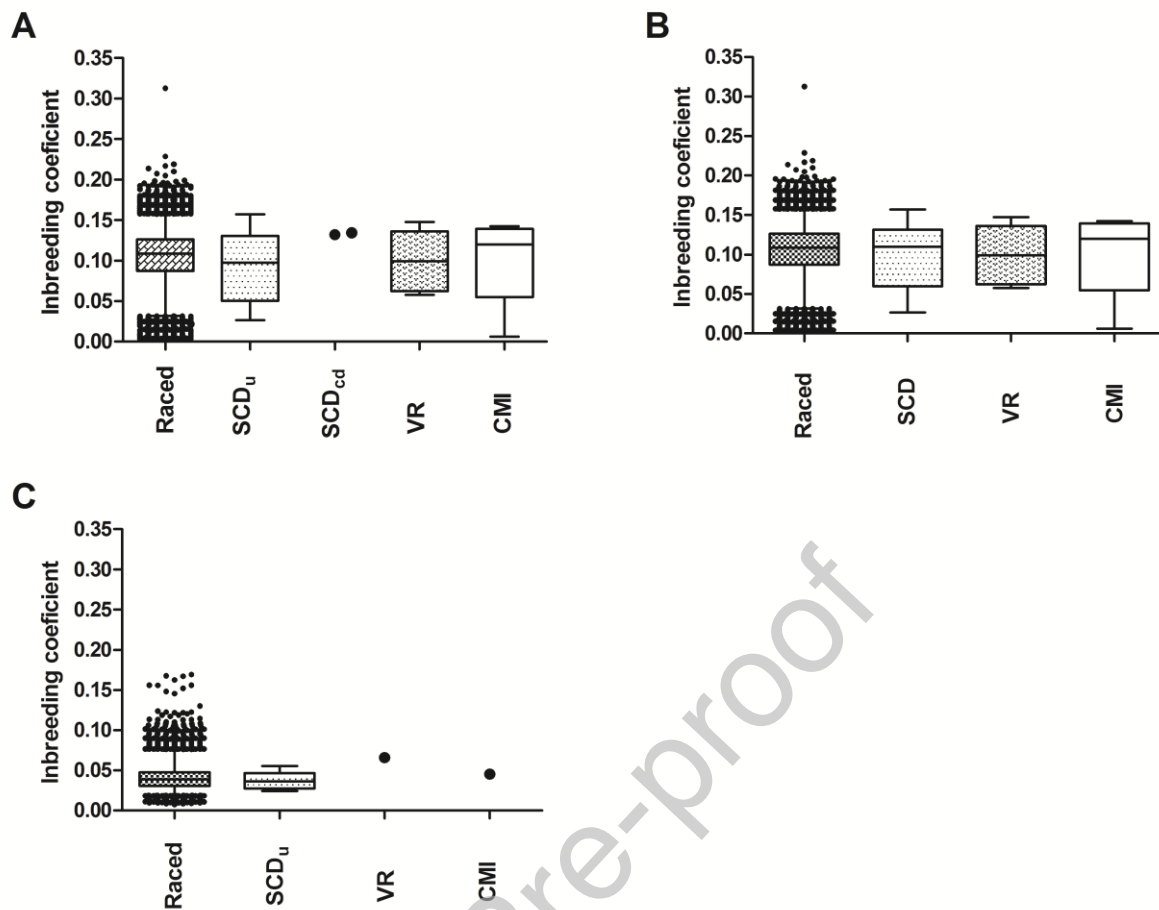 A
Inbreeding coeficient
0.35
0.30
0.25
0.20
0.15
0.10
0.05
0.00
Raced
SCDu
SCDcd
VR
CMI
B
Inbreeding coeficient
0.35
0.30
0.25
0.20
0.15
0.10
0.05
0.00
Raced
SCD
VR
CMI
C
Inbreeding coeficient
0.35
0.30
0.25
0.20
0.15
0.10
0.05
0.00
Raced
SCDu
VR
CMI
re-proof